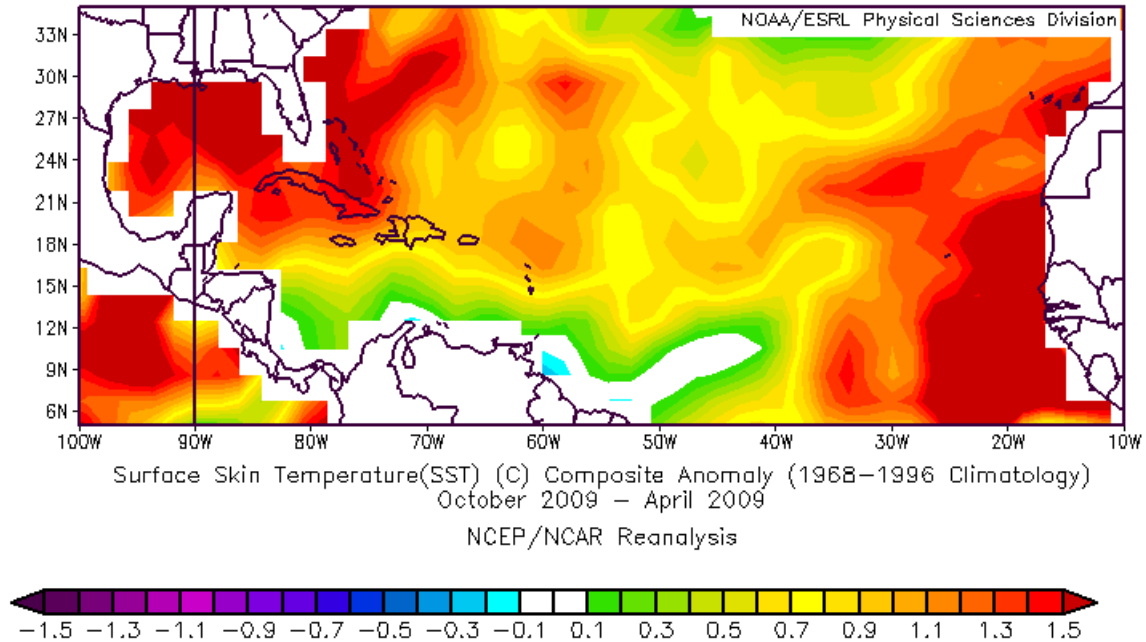 NOAA/ESRL Physical Sciences Division
33N
30N
27N
24N
21N
18N
15N
12N
9N
6N
100W 90W 80W 70W 60W 50W 40W 30W 20W 10W
Surface Skin Temperature(SST) (C) Composite Anomaly (1968-1996 Climatology)
October 2009 - April 2009
NCEP/NCAR Reanalysis
-1.5 -1.3 -1.1 -0.9 -0.7 -0.5 -0.3 -0.1 0.1 0.3 0.5 0.7 0.9 1.1 1.3 1.5